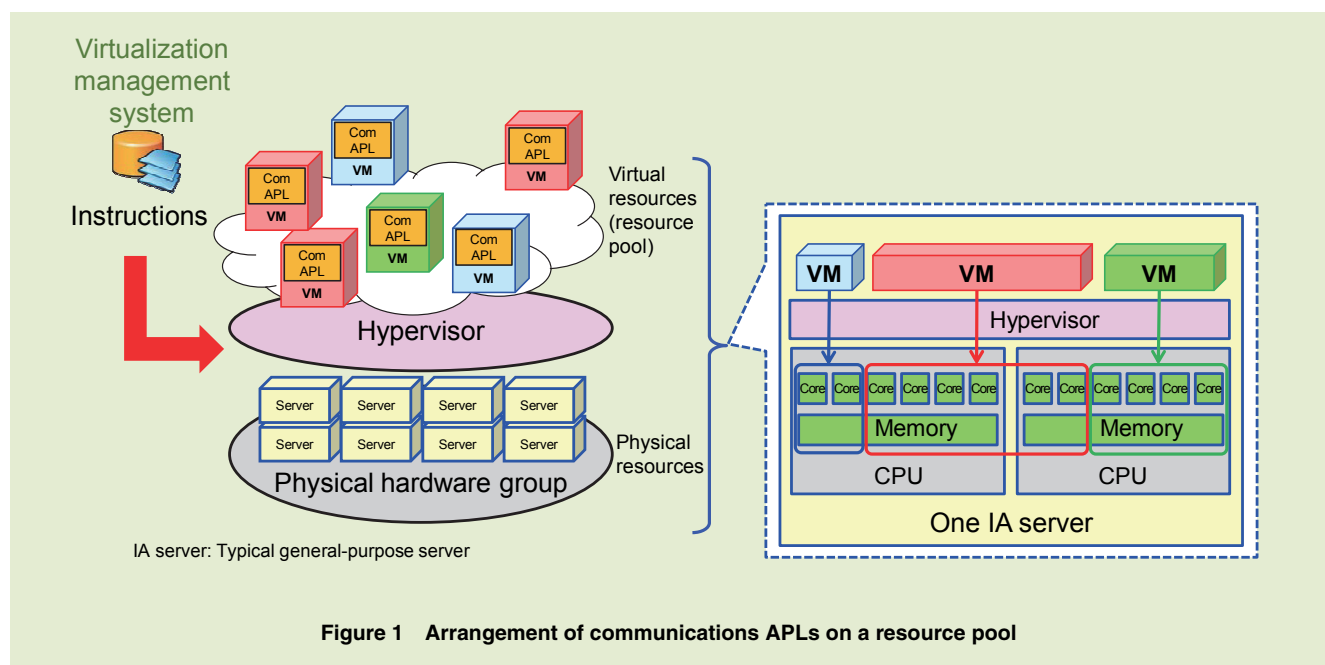 Virtualization
management
system
Instructions
Com
APL
VM
Com
APL
VM
Com
APL
VM
Com
APL
VM
Com
APL
VM
Com
APL
VM
Virtual
resources
(resource
pool)
Hypervisor
Server Server Server Server
Server Server Server Server
Physical
resources
Physical hardware group
IA server: Typical general-purpose server
VM VM VM
Hypervisor
Core Core Core Core Core Core Core Core Core Core Core Core
Memory Memory
CPU CPU
One IA server
Figure 1 Arrangement of communications APLs on a resource pool